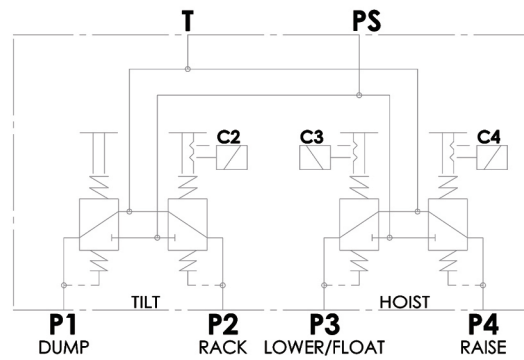 T PS
C2 C3 C4
TILT HOIST
P1 P2 P3 P4
DUMP RACK LOWER/FLOAT RAISE